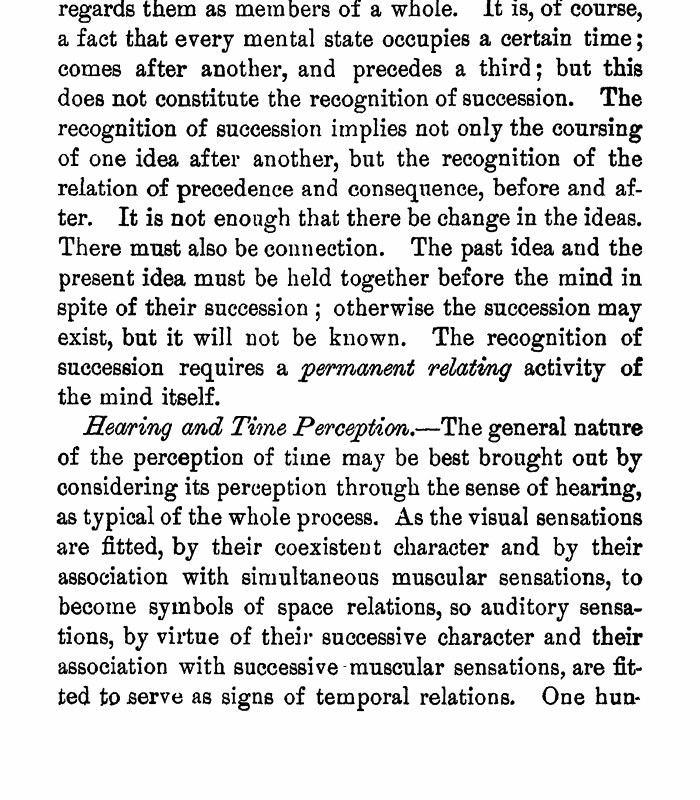 regards them as members of a whole. It is, of course,
a fact that every mental state occupies a certain time;
comes after another, and precedes a third; but this
does not constitute the recognition of succession. The
recognition of succession implies not only the coursing
of one idea after another, but the recognition of the
relation of precedence and consequence, before and af-
ter. It is not enough that there be change in the ideas.
There must also be connection. The past idea and the
present idea must be held together before the mind in
spite of their succession; otherwise the succession may
exist, but it will not be known. The recognition of
succession requires a permanent relating activity of
the mind itself.
Hearing and Time Perception.—The general nature
of the perception of time may be best brought out by
considering its perception through the sense of hearing,
as typical of the whole process. As the visual sensations
are fitted, by their coexistent character and by their
association with simultaneous muscular sensations, to
become symbols of space relations, so auditory sensa-
tions, by virtue of their successive character and their
association with successive muscular sensations, are fit-
ted to serve as signs of temporal relations. One hun-